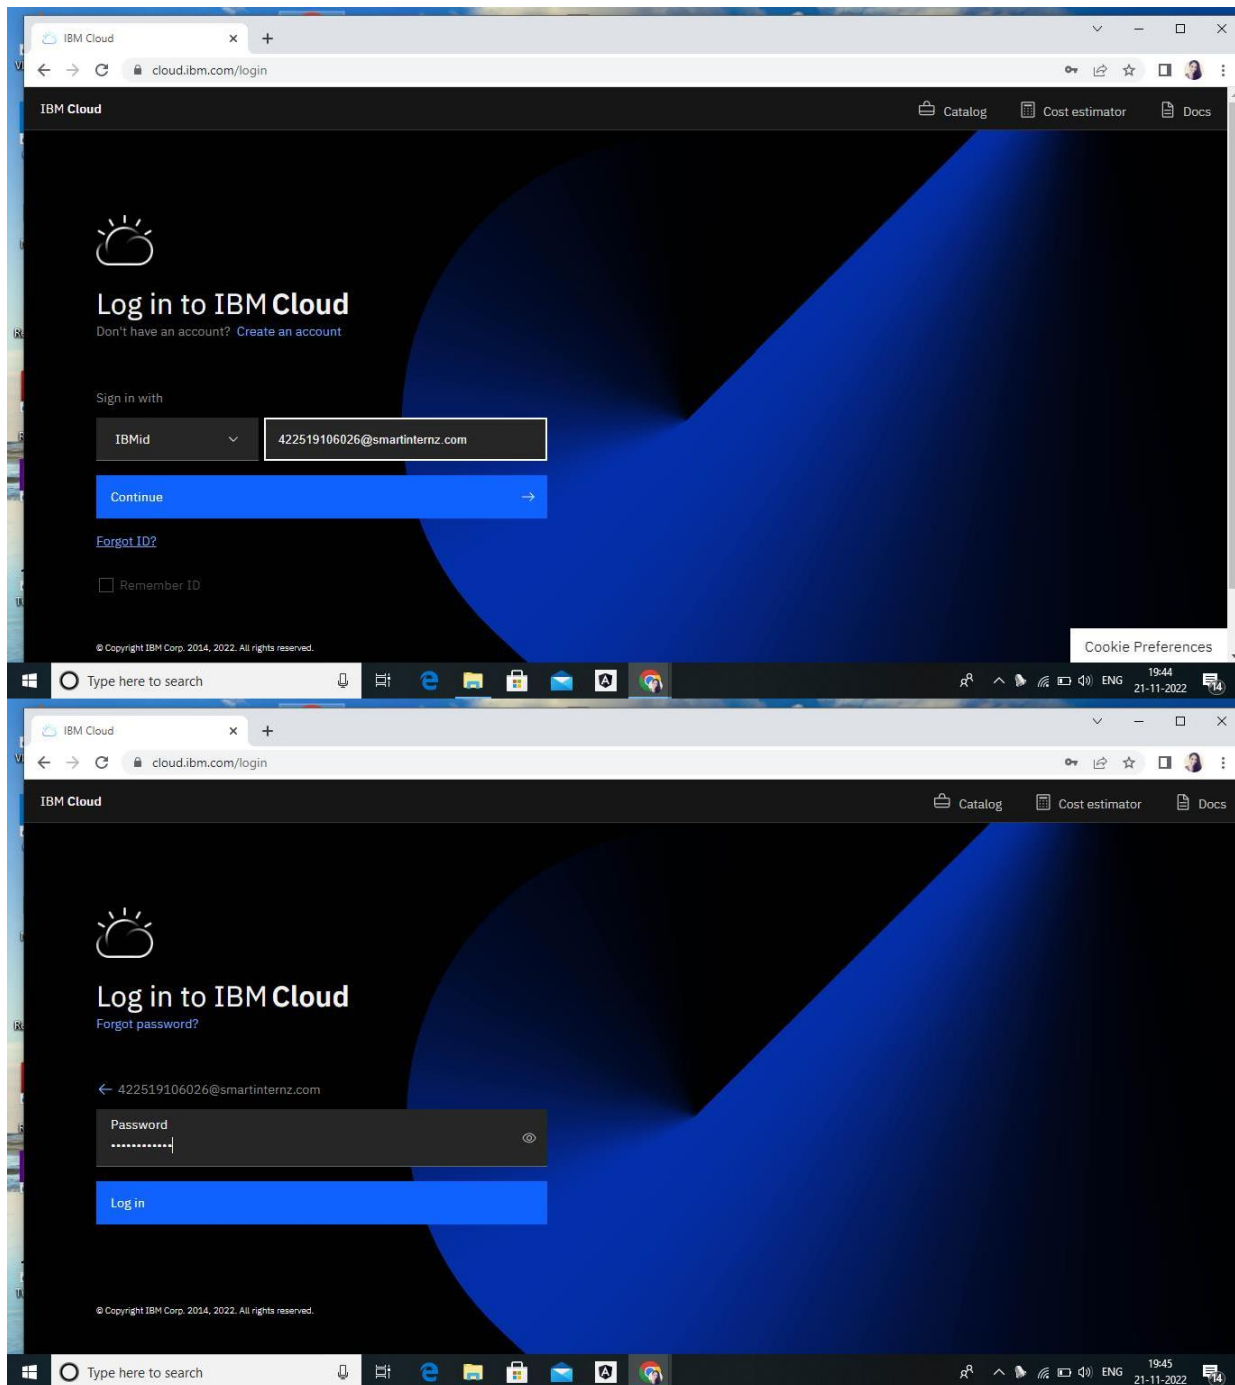 IBM Cloud
cloud.ibm.com/login
IBM Cloud Catalog Cost estimator Docs
Log in to IBM Cloud
Don't have an account? Create an account
Sign in with
IBMid 422519106026@smartinternz.com
Continue
Forgot ID?
Remember ID
© Copyright IBM Corp. 2014, 2022. All rights reserved.
Cookie Preferences
Type here to search ENG 19:44
21-11-2022 14
IBM Cloud
cloud.ibm.com/login
IBM Cloud Catalog Cost estimator Docs
Log in to IBM Cloud
Forgot password?
422519106026@smartinternz.com
Password
Log in
© Copyright IBM Corp. 2014, 2022. All rights reserved.
Type here to search ENG 19:45
21-11-2022 14